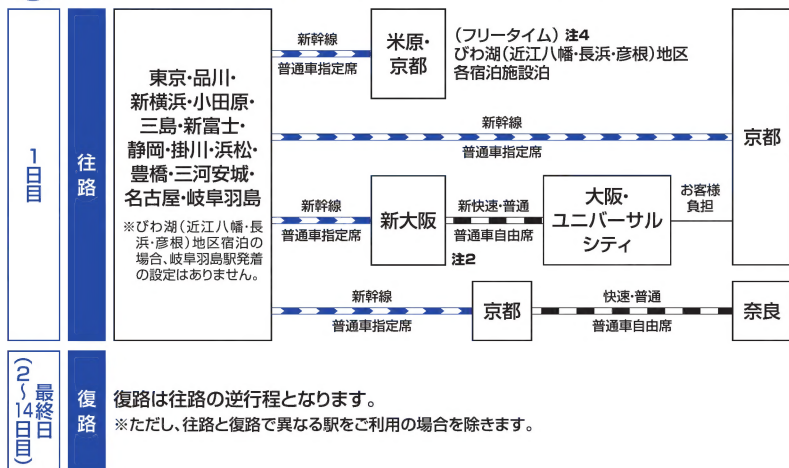 1日目
往路
東京・品川・
新横浜・小田原・
三島・新富士・
静岡・掛川・浜松・
豊橋・三河安城・
名古屋・岐阜羽島
※びわ湖(近江八幡・長
浜・彦根)地区宿泊の
場合、岐阜羽島駅発着
の設定はありません。
新幹線
普通車指定席
米原・
京都
(フリータイム) 注4
びわ湖(近江八幡・長浜・彦根)地区
各宿泊施設泊
新幹線
普通車指定席
京都
新幹線
普通車指定席
新大阪
新快速・普通
普通車自由席
注2
大阪・
ユニバーサル
シティ
お客様
負担
新幹線
普通車指定席
京都
快速・普通
普通車自由席
奈良
最終日
(2〜14日目)
復路
復路は往路の逆行程となります。
※ただし、往路と復路で異なる駅をご利用の場合を除きます。